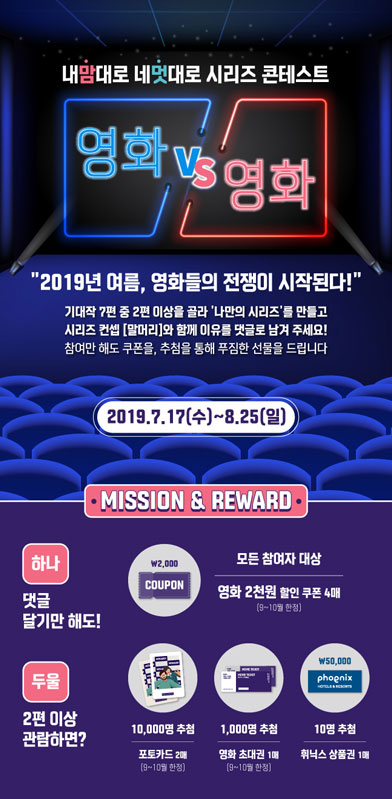 내맘대로 네멋대로 시리즈 콘테스트
영화 VS 영화
"2019년 여름, 영화들의 전쟁이 시작된다!"
기대작 7편 중 2편 이상을 골라 '나만의 시리즈'를 만들고
시리즈 컨셉 [말머리]와 함께 이유를 댓글로 남겨 주세요!
참여만 해도 쿠폰을, 추첨을 통해 푸짐한 선물을 드립니다
2019.7.17(수)~8.25(일)
MISSION & REWARD
하나
댓글
달기만 해도!
₩2,000
COUPON
모든 참여자 대상
영화 2천원 할인 쿠폰 4매
(9~10월 한정)
두울
2편 이상
관람하면?
10,000명 추첨
포토카드 2매
(9~10월 한정)
1,000명 추첨
영화 초대권 1매
(9~10월 한정)
₩50,000
phoenix
HOTELS & RESORTS
10명 추첨
휘닉스 상품권 1매